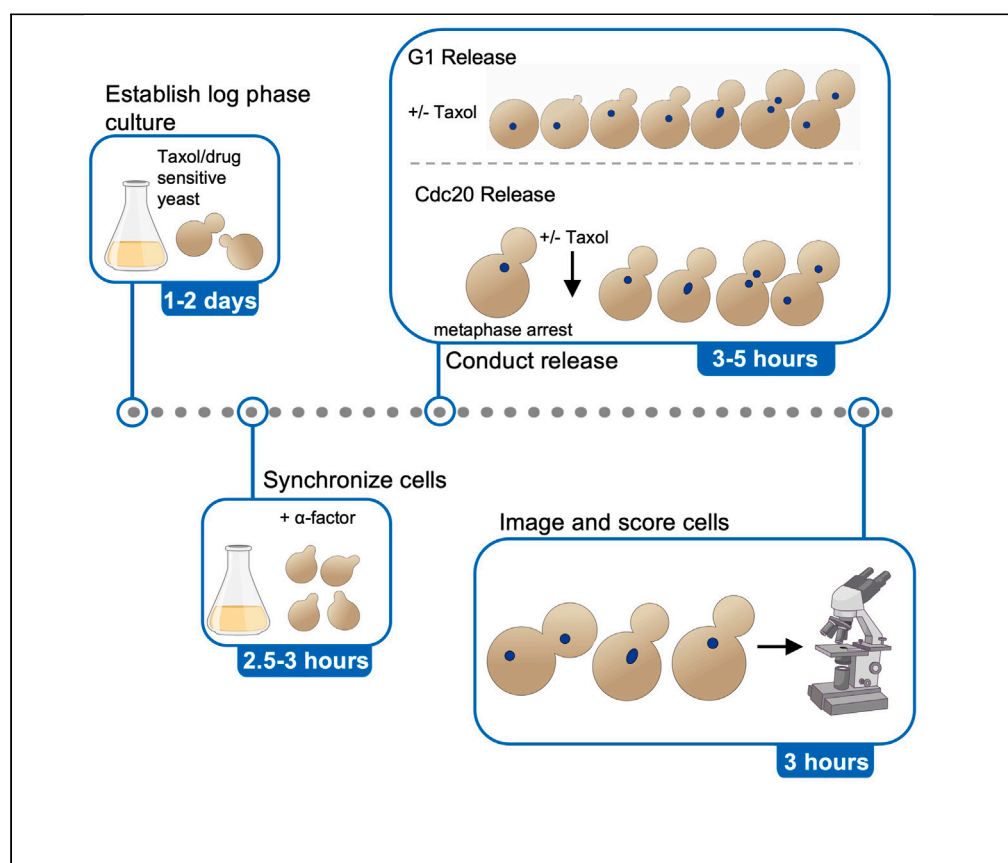 Establish log phase
culture
Taxol/drug
sensitive
yeast
1-2 days
Synchronize cells
+ α-factor
2.5-3 hours
G1 Release
+/- Taxol
Cdc20 Release
+/- Taxol
metaphase arrest
Conduct release
3-5 hours
Image and score cells
3 hours